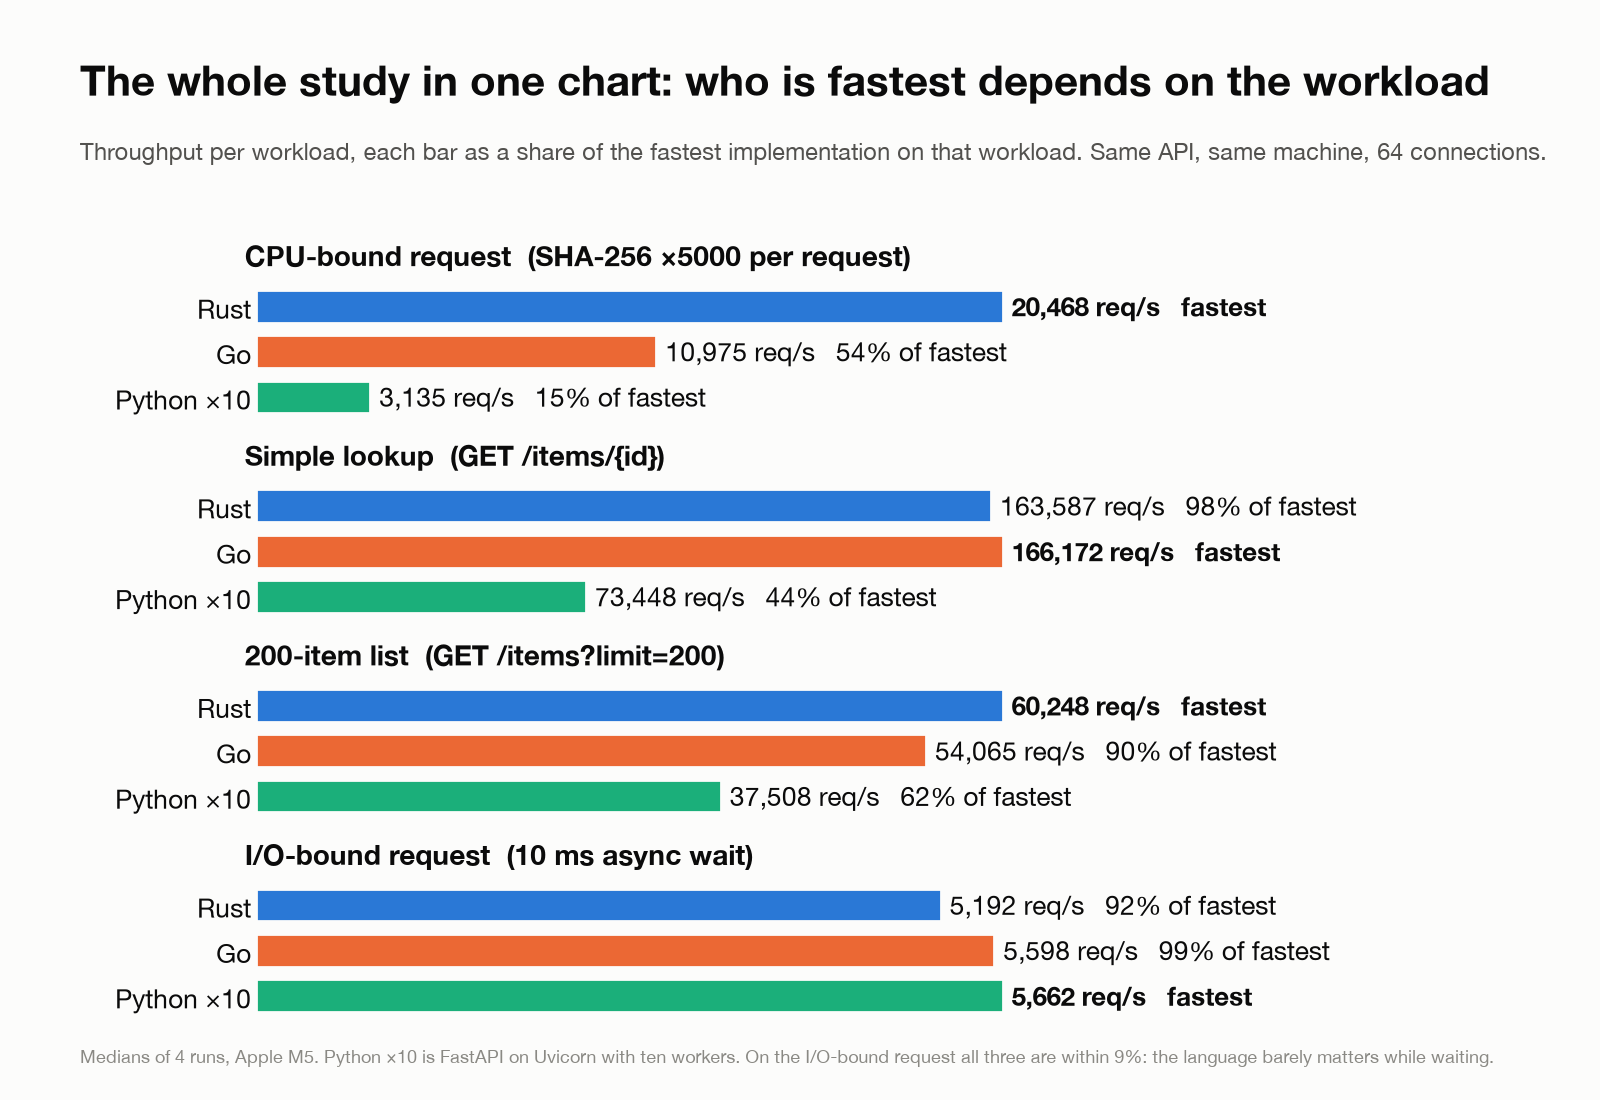 The whole study in one chart: who is fastest depends on the workload
Throughput per workload, each bar as a share of the fastest implementation on that workload. Same API, same machine, 64 connections.
CPU-bound request (SHA-256 ×5000 per request)
Rust 20,468 req/s fastest
Go 10,975 req/s 54% of fastest
Python ×10 3,135 req/s 15% of fastest
Simple lookup (GET /items/{id})
Rust 163,587 req/s 98% of fastest
Go 166,172 req/s fastest
Python ×10 73,448 req/s 44% of fastest
200-item list (GET /items?limit=200)
Rust 60,248 req/s fastest
Go 54,065 req/s 90% of fastest
Python ×10 37,508 req/s 62% of fastest
I/O-bound request (10 ms async wait)
Rust 5,192 req/s 92% of fastest
Go 5,598 req/s 99% of fastest
Python ×10 5,662 req/s fastest
Medians of 4 runs, Apple M5. Python ×10 is FastAPI on Uvicorn with ten workers. On the I/O-bound request all three are within 9%: the language barely matters while waiting.